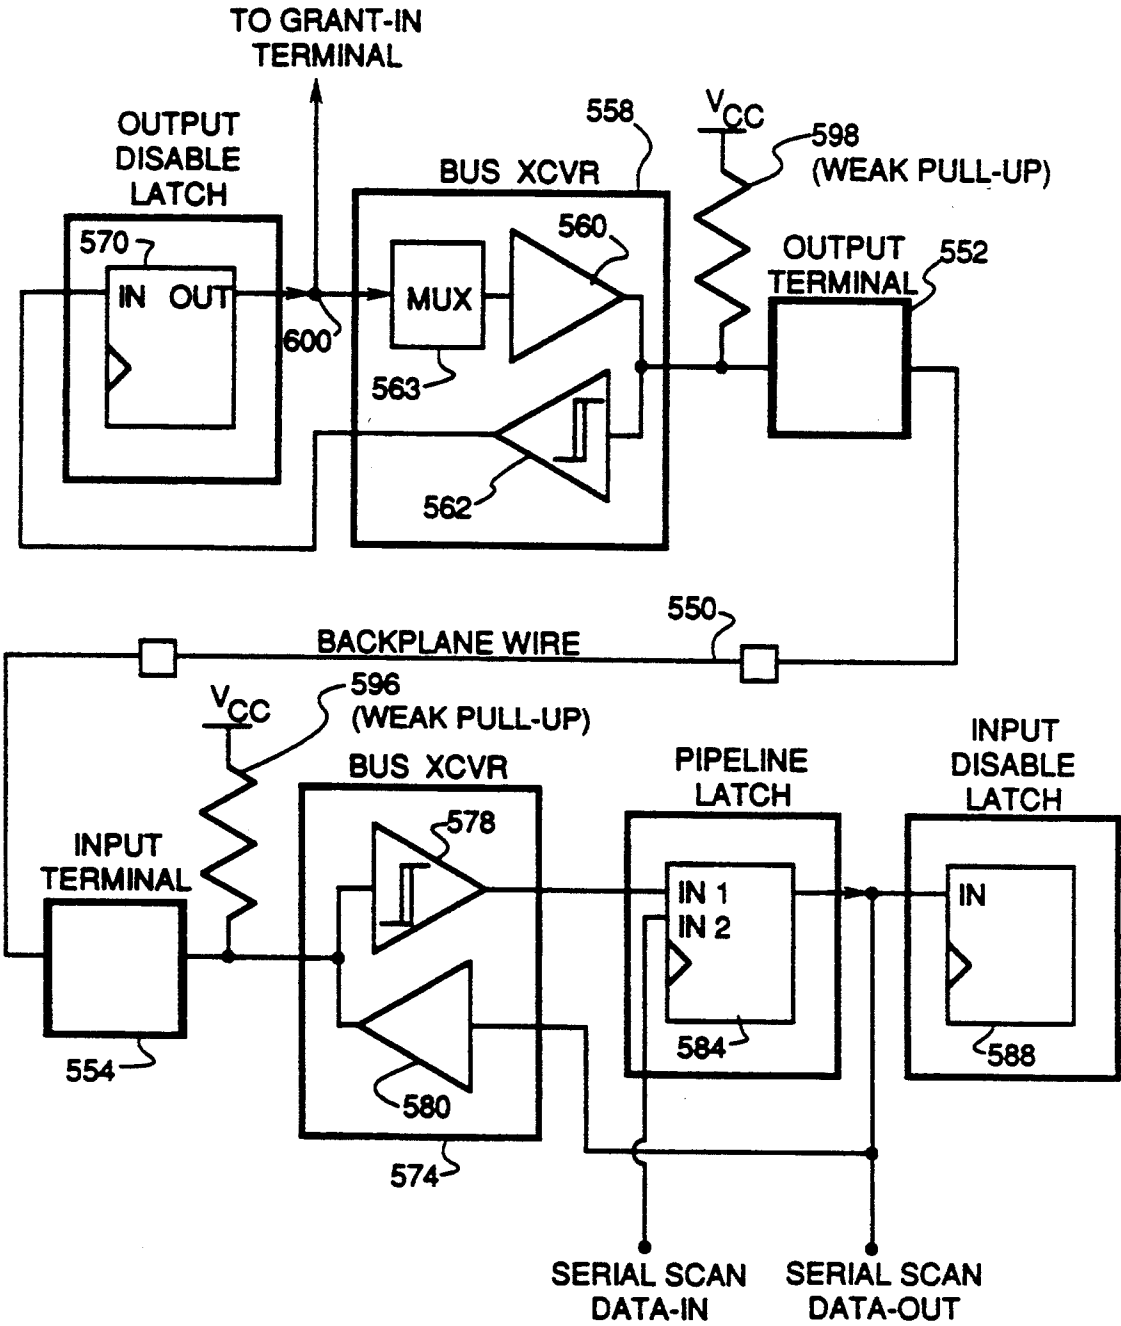 TO GRANT-IN
TERMINAL
OUTPUT
DISABLE
LATCH
570
IN OUT
600
BUS XCVR
558
560
MUX
563
562
VCC
598
(WEAK PULL-UP)
OUTPUT
TERMINAL
552
550
BACKPLANE WIRE
VCC
596
(WEAK PULL-UP)
INPUT
TERMINAL
554
BUS XCVR
578
580
574
PIPELINE
LATCH
IN 1
IN 2
584
INPUT
DISABLE
LATCH
IN
588
SERIAL SCAN
DATA-IN
SERIAL SCAN
DATA-OUT